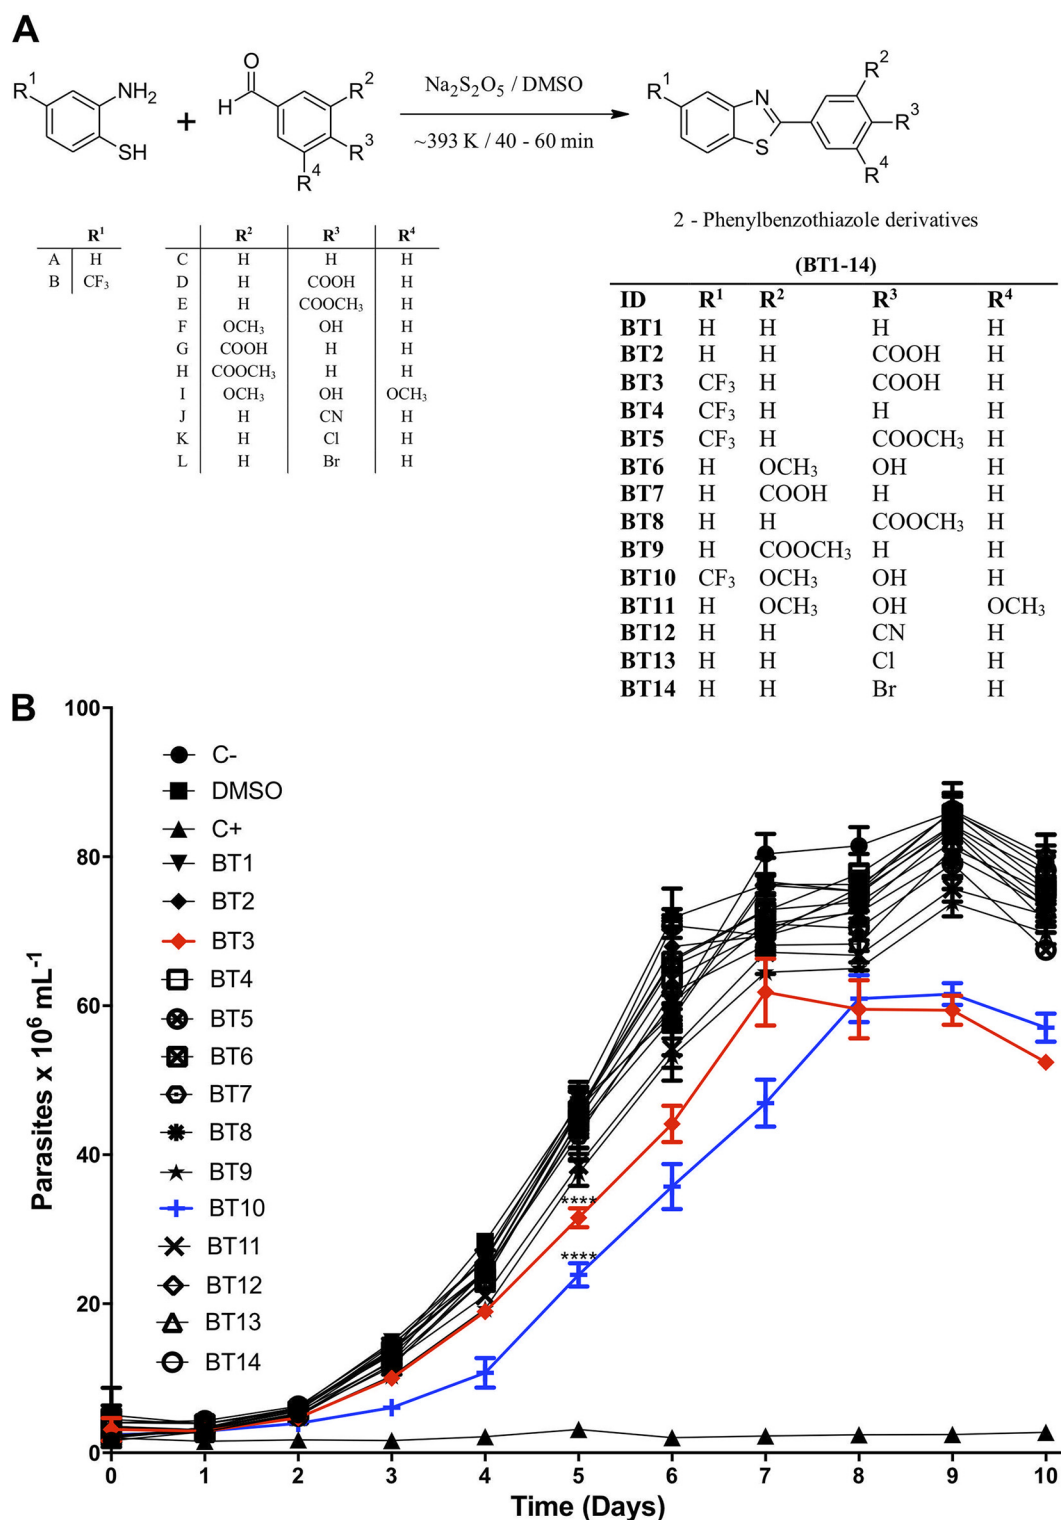 A
R1 NH2 SH + O H R2 R3 R4 Na2S2O5 / DMSO R1 N S R2 R3 R4
~393 K / 40 - 60 min
2 - Phenylbenzothiazole derivatives
(BT1-14)
R1
A H
B CF3
R2 R3 R4
C H H H
D H COOH H
E H COOCH3 H
F OCH3 OH H
G COOH H H
H COOCH3 H H
I OCH3 OH OCH3
J H CN H
K H Cl H
L H Br H
ID R1 R2 R3 R4
BT1 H H H H
BT2 H H COOH H
BT3 CF3 H COOH H
BT4 CF3 H H H
BT5 CF3 H COOCH3 H
BT6 H OCH3 OH H
BT7 H COOH H H
BT8 H H COOCH3 H
BT9 H COOCH3 H H
BT10 CF3 OCH3 OH H
BT11 H OCH3 OH OCH3
BT12 H H CN H
BT13 H H Cl H
BT14 H H Br H
B
100
80
60
40
20
0
Parasites x 10^6 mL^-1
C-
DMSO
C+
BT1
BT2
BT3
BT4
BT5
BT6
BT7
BT8
BT9
BT10
BT11
BT12
BT13
BT14
****
****
0 1 2 3 4 5 6 7 8 9 10
Time (Days)